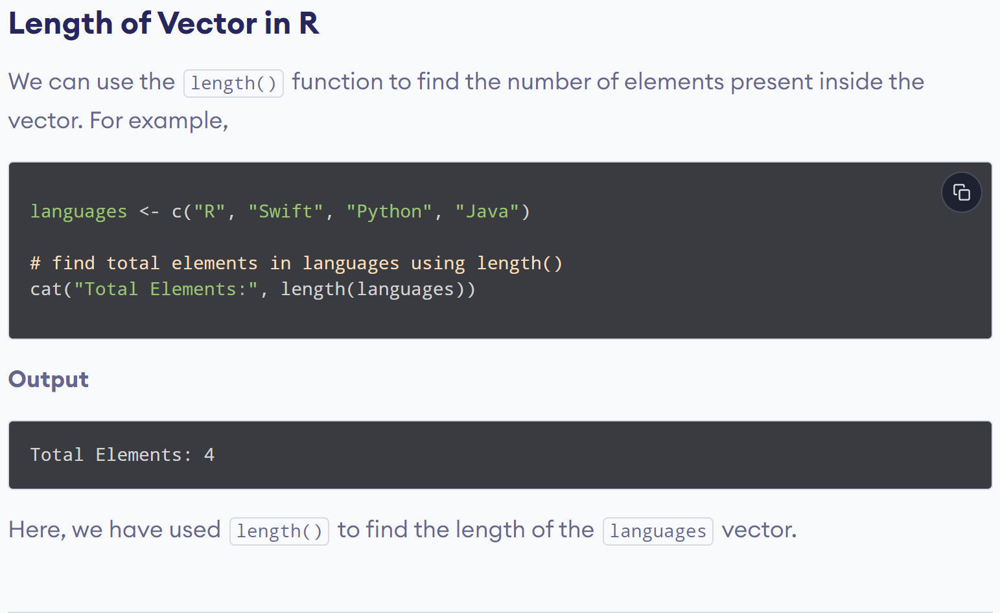 Length of Vector in R
We can use the length() function to find the number of elements present inside the
vector. For example,
languages <- c("R", "Swift", "Python", "Java")
# find total elements in languages using length()
cat("Total Elements:", length(languages))
Output
Total Elements: 4
Here, we have used length() to find the length of the languages vector.